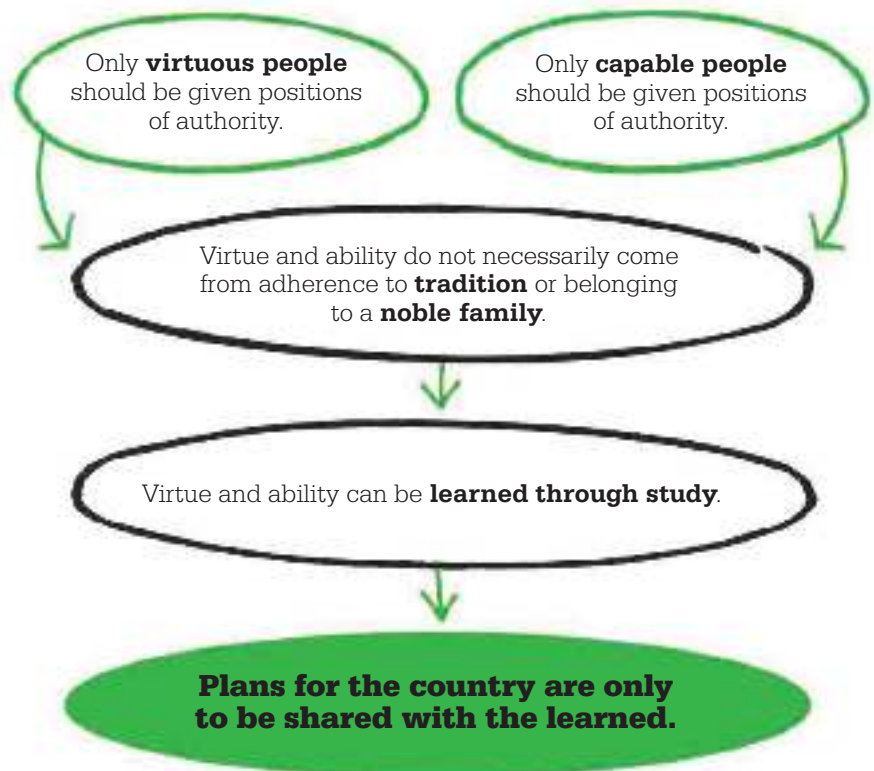 Only virtuous people
should be given positions
of authority.
Only capable people
should be given positions
of authority.
Virtue and ability do not necessarily come
from adherence to tradition or belonging
to a noble family.
Virtue and ability can be learned through study.
Plans for the country are only
to be shared with the learned.